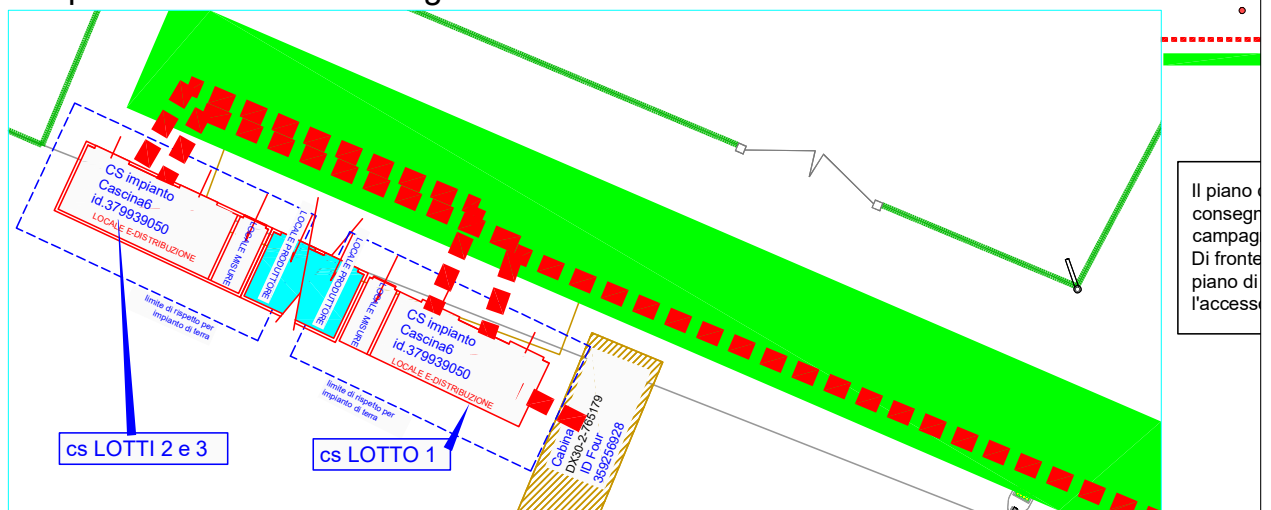 CS impianto
Cascina6
id.379939050
LOCALE E-DISTRIBUZIONE
LOCALE MISURE
LOCALE PRODUTTORE
limite di rispetto per
impianto di terra
LOCALE PRODUTTORE
LOCALE MISURE
CS impianto
Cascina6
id.379939050
LOCALE E-DISTRIBUZIONE
limite di rispetto per
impianto di terra
cs LOTTI 2 e 3
cs LOTTO 1
Cabina
DX30-2-765179
ID Four
359256928
Il piano
consegn
campag
Di fronte
piano di
l'access